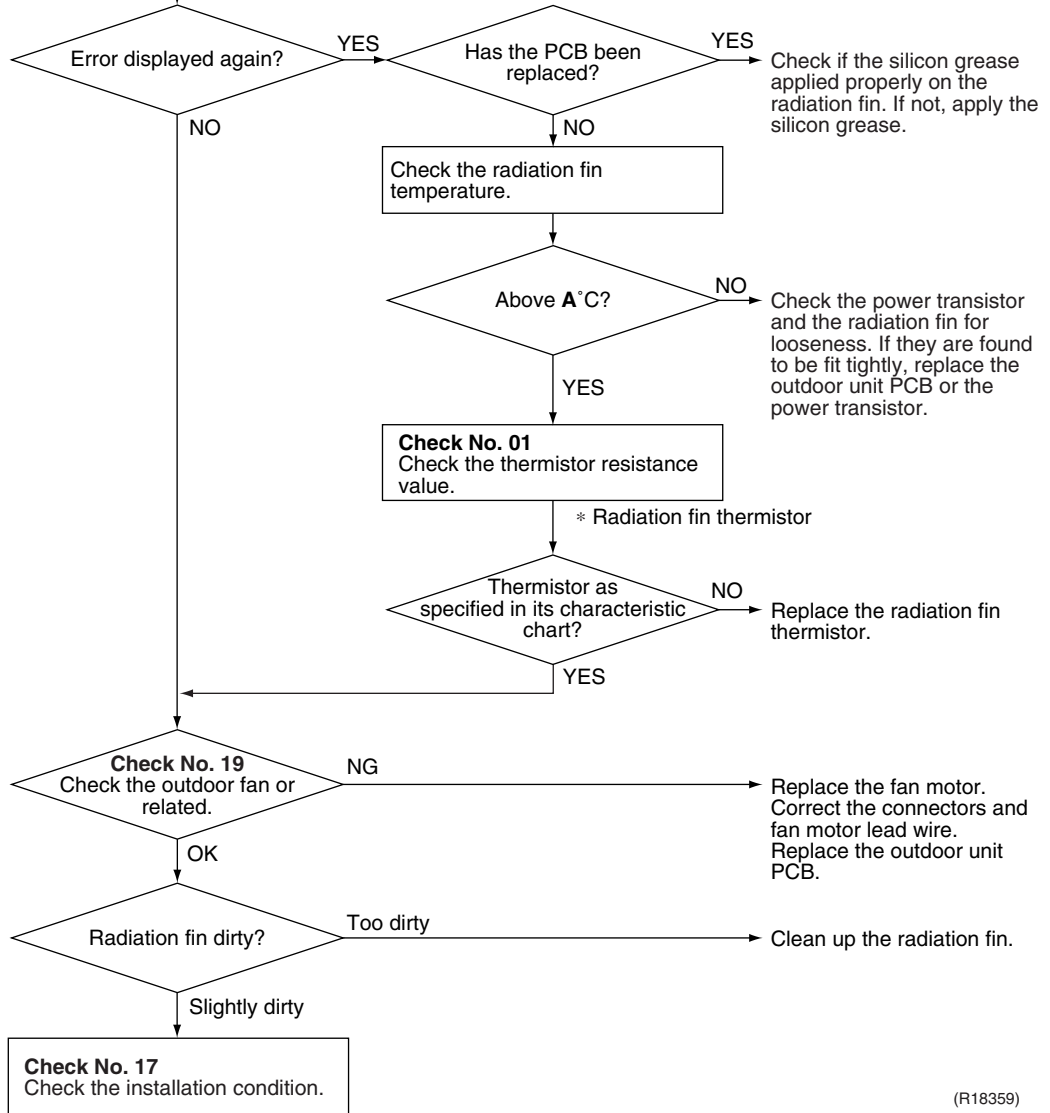 Error displayed again?
YES
Has the PCB been
replaced?
YES
Check if the silicon grease
applied properly on the
radiation fin. If not, apply the
silicon grease.
NO
NO
Check the radiation fin
temperature.
Above A˚C?
NO
Check the power transistor
and the radiation fin for
looseness. If they are found
to be fit tightly, replace the
outdoor unit PCB or the
power transistor.
YES
Check No. 01
Check the thermistor resistance
value.
* Radiation fin thermistor
Thermistor as
specified in its characteristic
chart?
NO
Replace the radiation fin
thermistor.
YES
Check No. 19
Check the outdoor fan or
related.
NG
Replace the fan motor.
Correct the connectors and
fan motor lead wire.
Replace the outdoor unit
PCB.
OK
Radiation fin dirty?
Too dirty
Clean up the radiation fin.
Slightly dirty
Check No. 17
Check the installation condition.
(R18359)